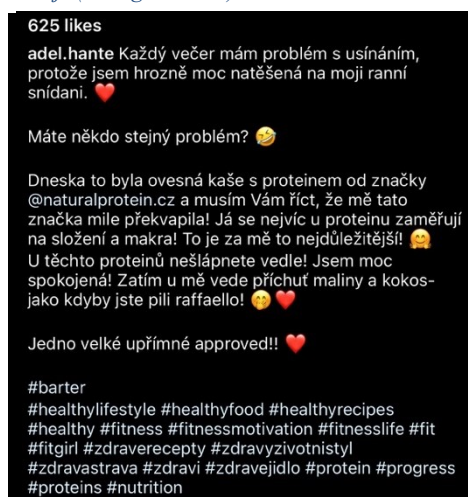 625 likes
adel.hante Každý večer mám problém s usínáním,
protože jsem hrozně moc natěšená na moji ranní
snídani. ❤️
Máte někdo stejný problém? 🤣
Dneska to byla ovesná kaše s proteinem od značky
@naturalprotein.cz a musím Vám říct, že mě tato
značka mile překvapila! Já se nejvíc u proteinu zaměřují
na složení a makra! To je za mě to nejdůležitější! 🤗
U těchto proteinů nešlápnete vedle! Jsem moc
spokojená! Zatím u mě vede příchuť maliny a kokos-
jako kdyby jste pili raffaello! 🤭❤️
Jedno velké upřímné approved!! ❤️
#barter
#healthylifestyle #healthyfood #healthyrecipes
#healthy #fitness #fitnessmotivation #fitnesslife #fit
#fitgirl #zdraverecepty #zdravyzivotnistyl
#zdravastrava #zdravi #zdravejidlo #protein #progress
#proteins #nutrition